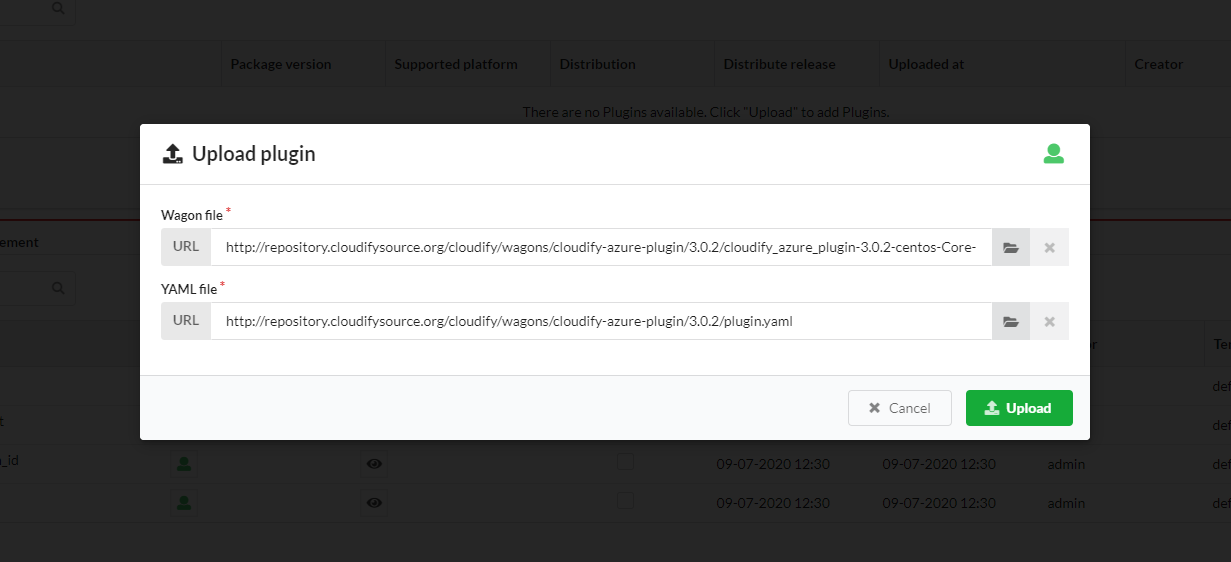 Package version Supported platform Distribution Distribute release Uploaded at Creator
There are no Plugins available. Click "Upload" to add Plugins.
Upload plugin
Wagon file *
URL http://repository.cloudifysource.org/cloudify/wagons/cloudify-azure-plugin/3.0.2/cloudify_azure_plugin-3.0.2-centos-Core-
ement
YAML file *
URL http://repository.cloudifysource.org/cloudify/wagons/cloudify-azure-plugin/3.0.2/plugin.yaml
or Te
def
Cancel Upload
t def
_id 09-07-2020 12:30 09-07-2020 12:30 admin def
09-07-2020 12:30 09-07-2020 12:30 admin def